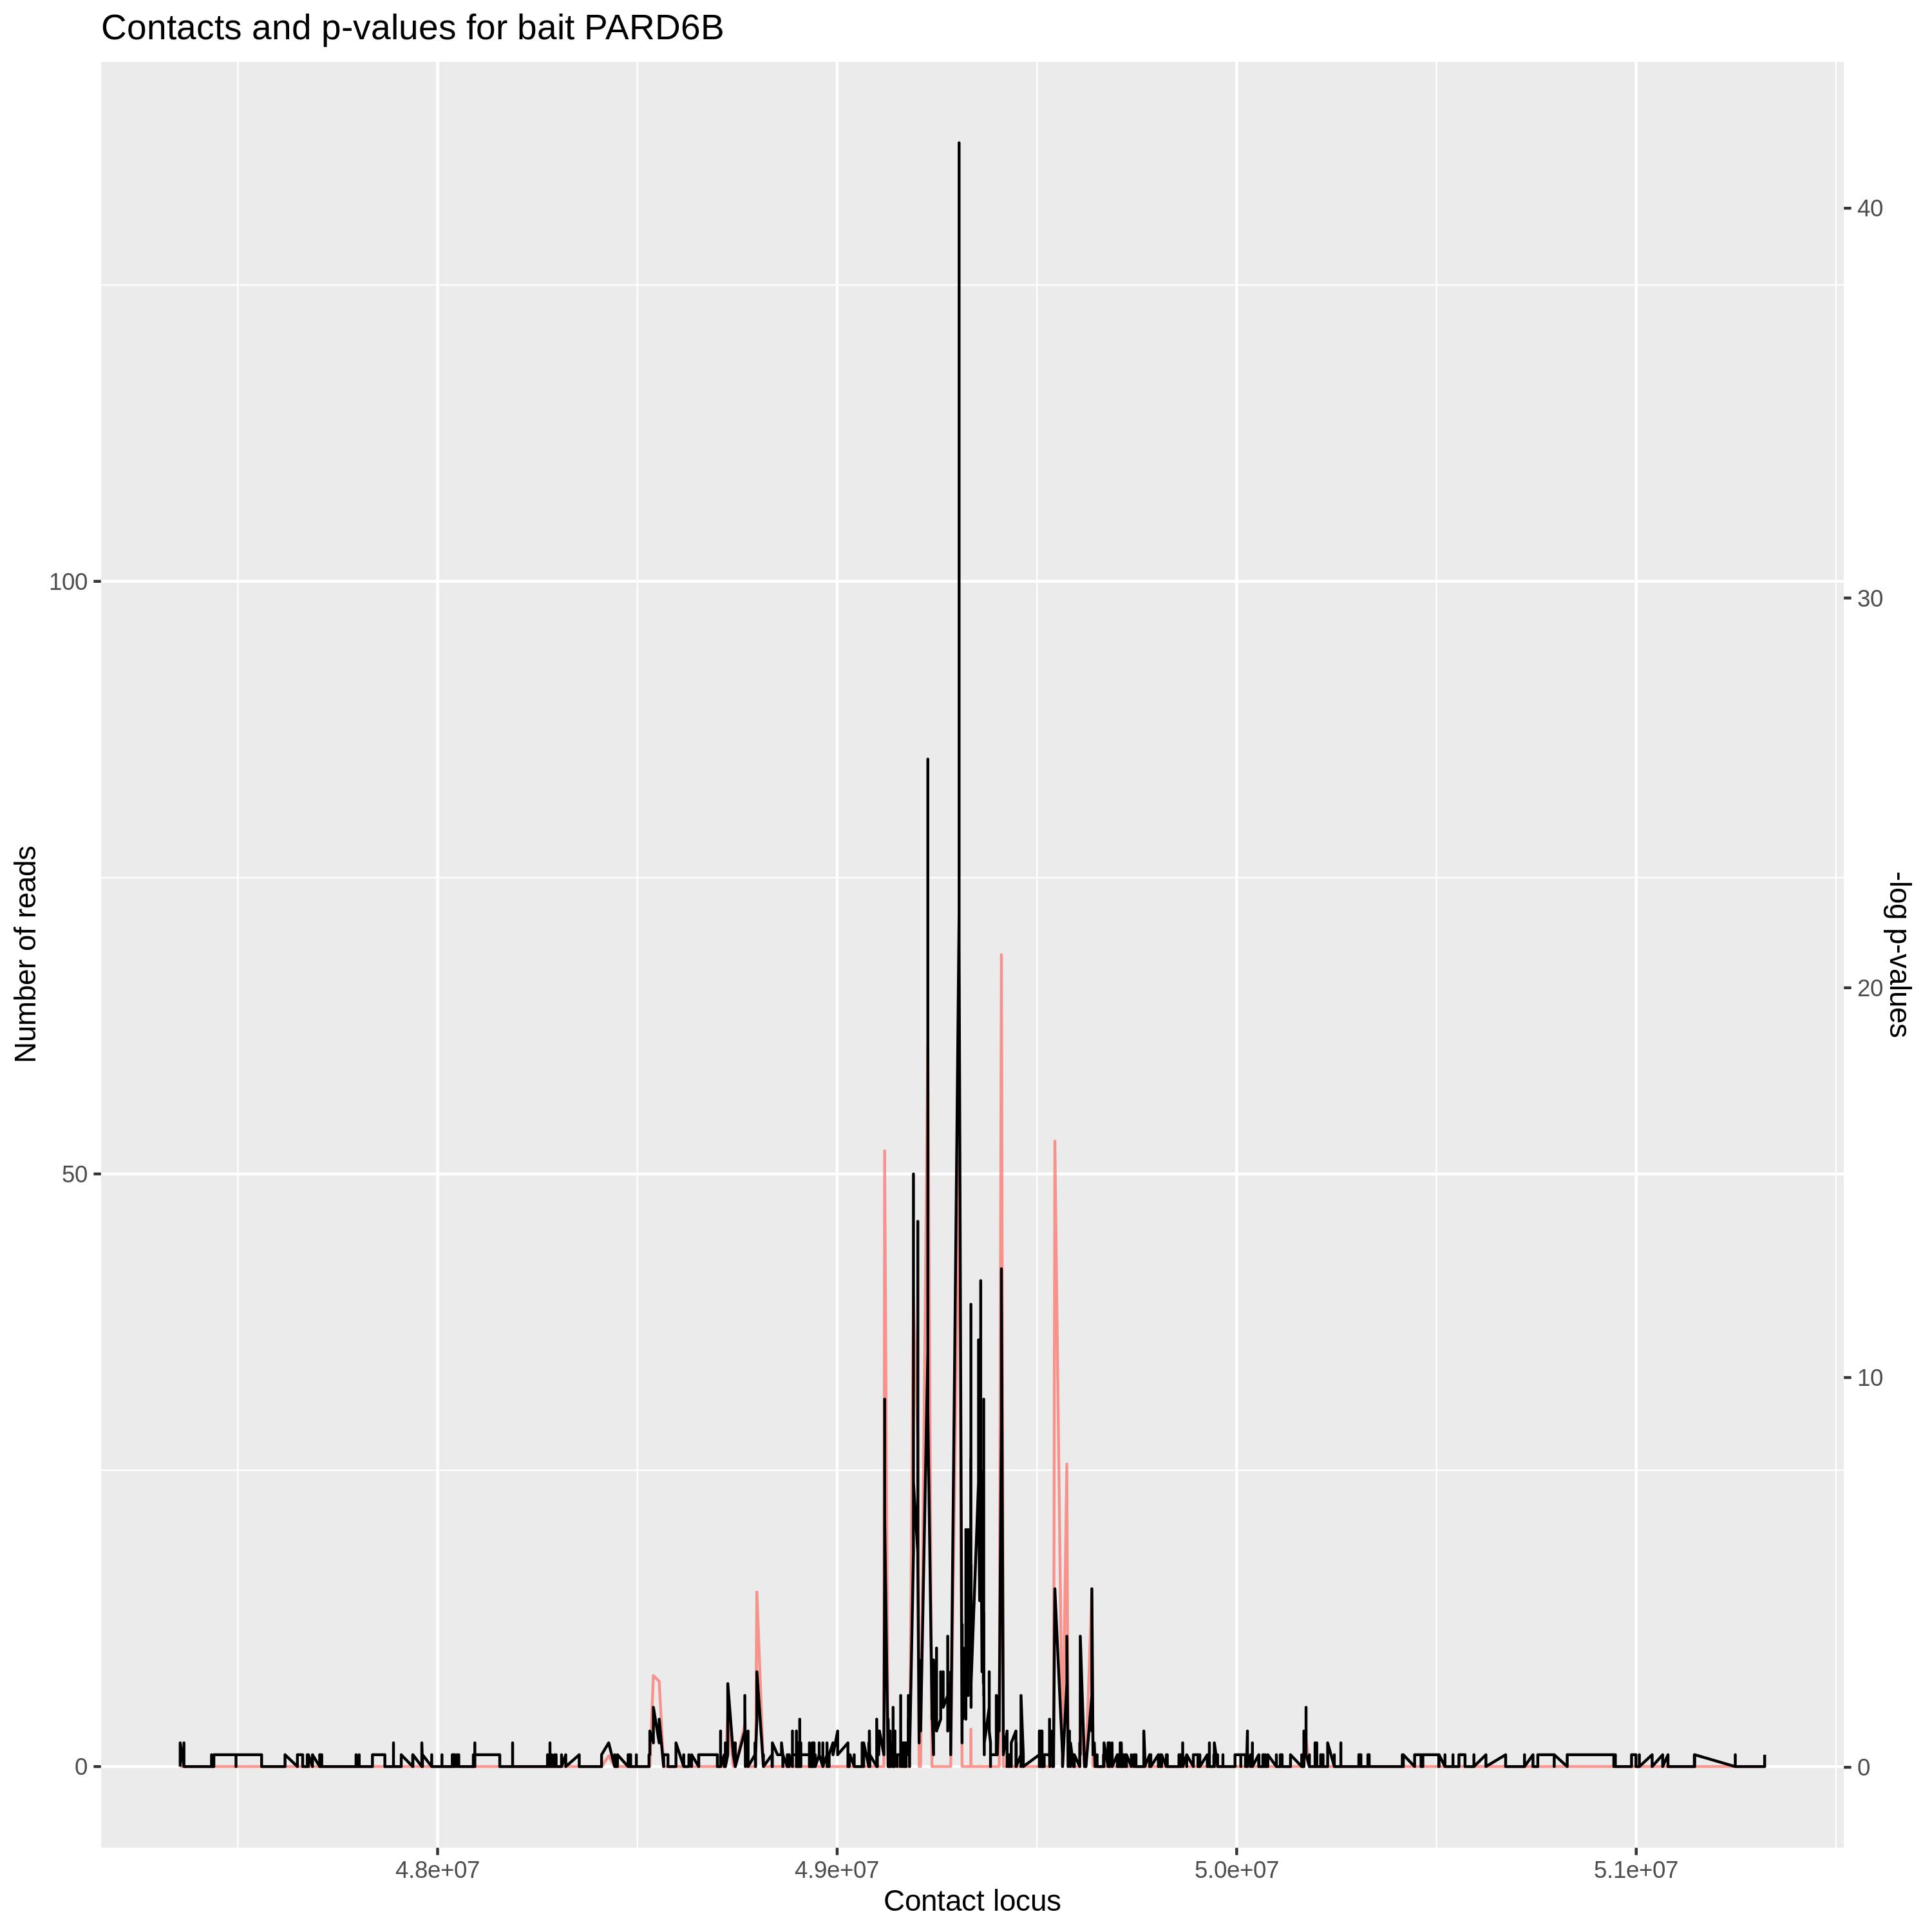 Contacts and p-values for bait PARD6B
Number of reads
100
50
0
40
30
20
10
0
-log p-values
4.8e+07 4.9e+07 5.0e+07 5.1e+07
Contact locus